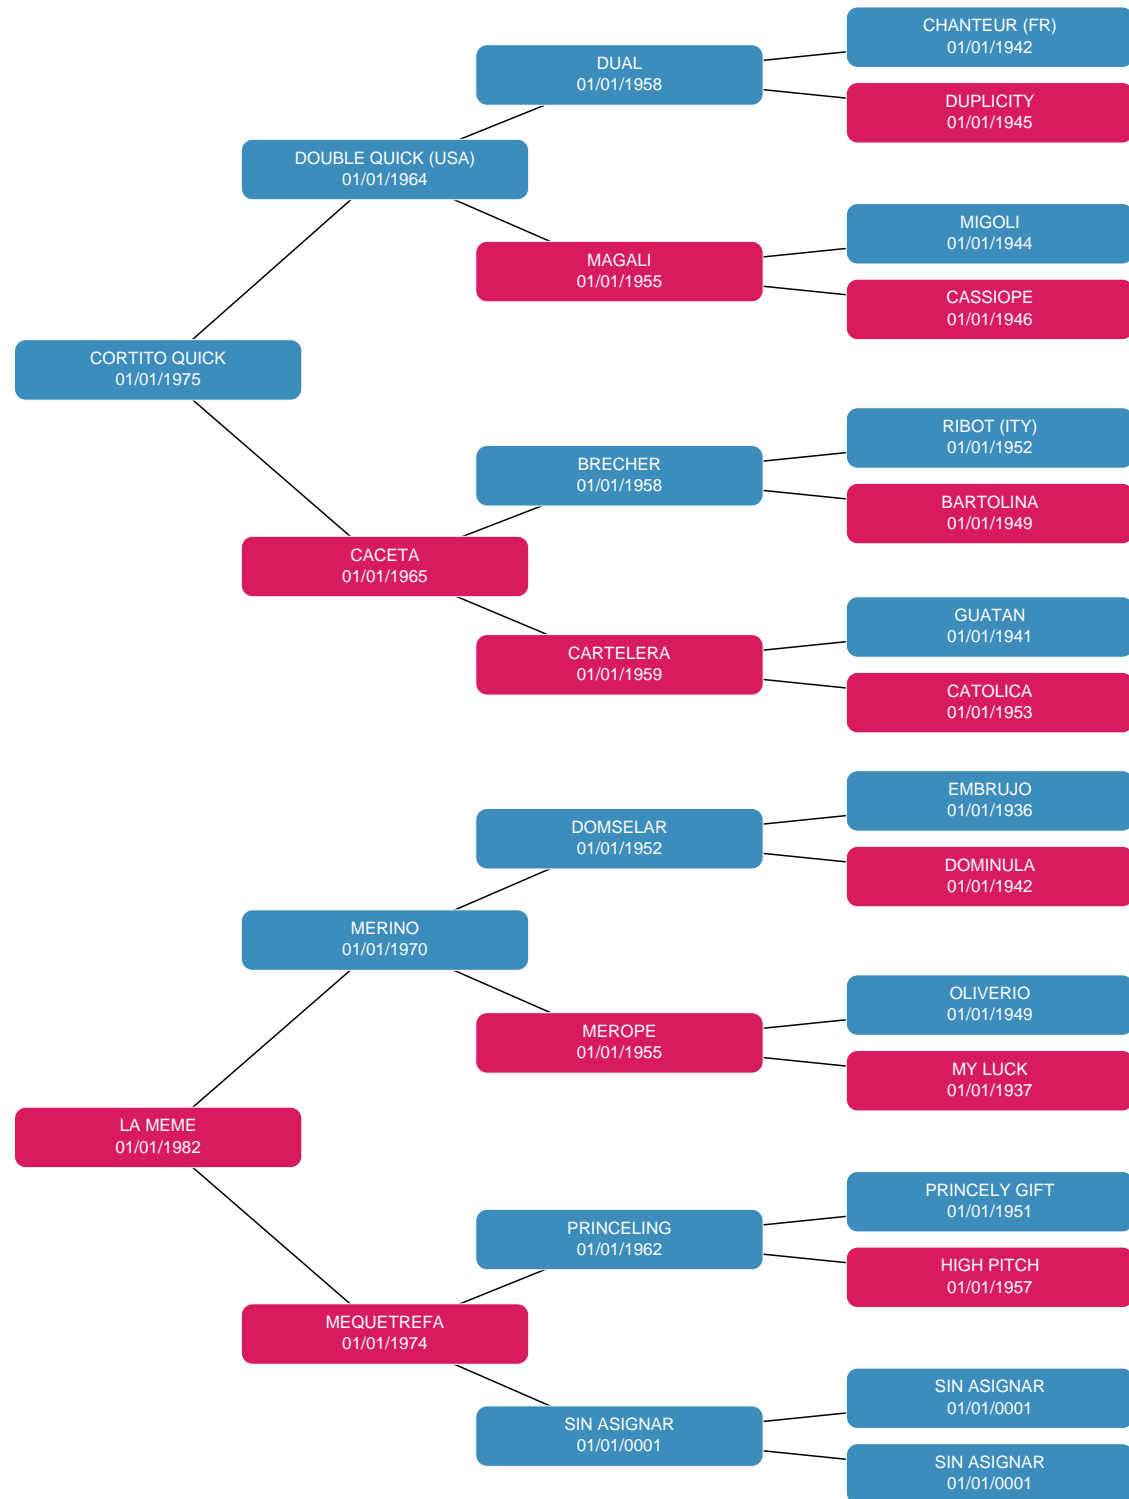 CHANTEUR (FR)
01/01/1942
DUAL
01/01/1958
DUPLICITY
01/01/1945
DOUBLE QUICK (USA)
01/01/1964
MIGOLI
01/01/1944
MAGALI
01/01/1955
CASSIOPE
01/01/1946
CORTITO QUICK
01/01/1975
RIBOT (ITY)
01/01/1952
BRECHER
01/01/1958
BARTOLINA
01/01/1949
CACETA
01/01/1965
GUATAN
01/01/1941
CARTELERA
01/01/1959
CATOLICA
01/01/1953
EMBRUJO
01/01/1936
DOMSELAR
01/01/1952
DOMINULA
01/01/1942
MERINO
01/01/1970
OLIVERIO
01/01/1949
MEROPE
01/01/1955
MY LUCK
01/01/1937
LA MEME
01/01/1982
PRINCELY GIFT
01/01/1951
PRINCELING
01/01/1962
HIGH PITCH
01/01/1957
MEQUETREFA
01/01/1974
SIN ASIGNAR
01/01/0001
SIN ASIGNAR
01/01/0001
SIN ASIGNAR
01/01/0001